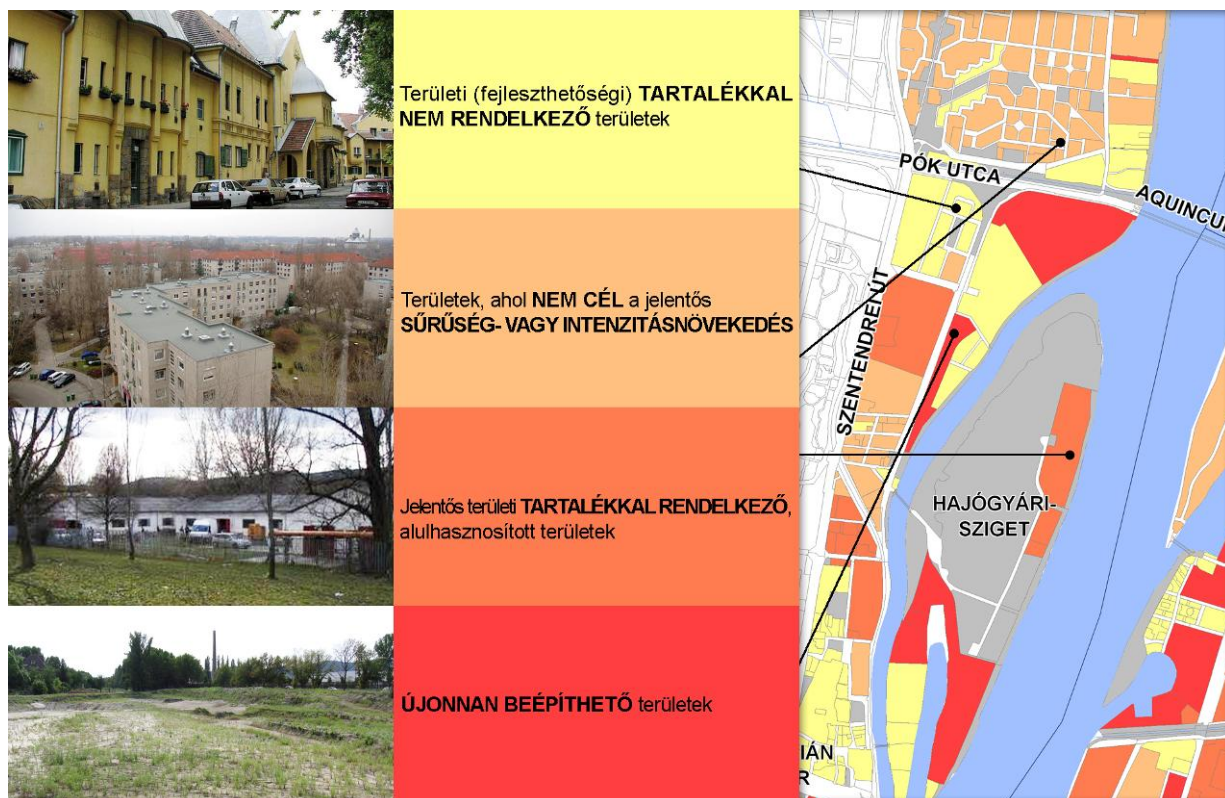 Területi (fejleszthetőségi) TARTALÉKKAL
NEM RENDELKEZŐ területek
Területek, ahol NEM CÉL a jelentős
SŰRŰSÉG- VAGY INTENZITÁSNÖVEKEDÉS
Jelentős területi TARTALÉKKAL RENDELKEZŐ,
alulhasznosított területek
ÚJONNAN BEÉPÍTHETŐ területek
PÓK UTCA
AQUINCU
SZENTENDREI ÚT
HAJÓGYÁRI-
SZIGET
IÁN
R